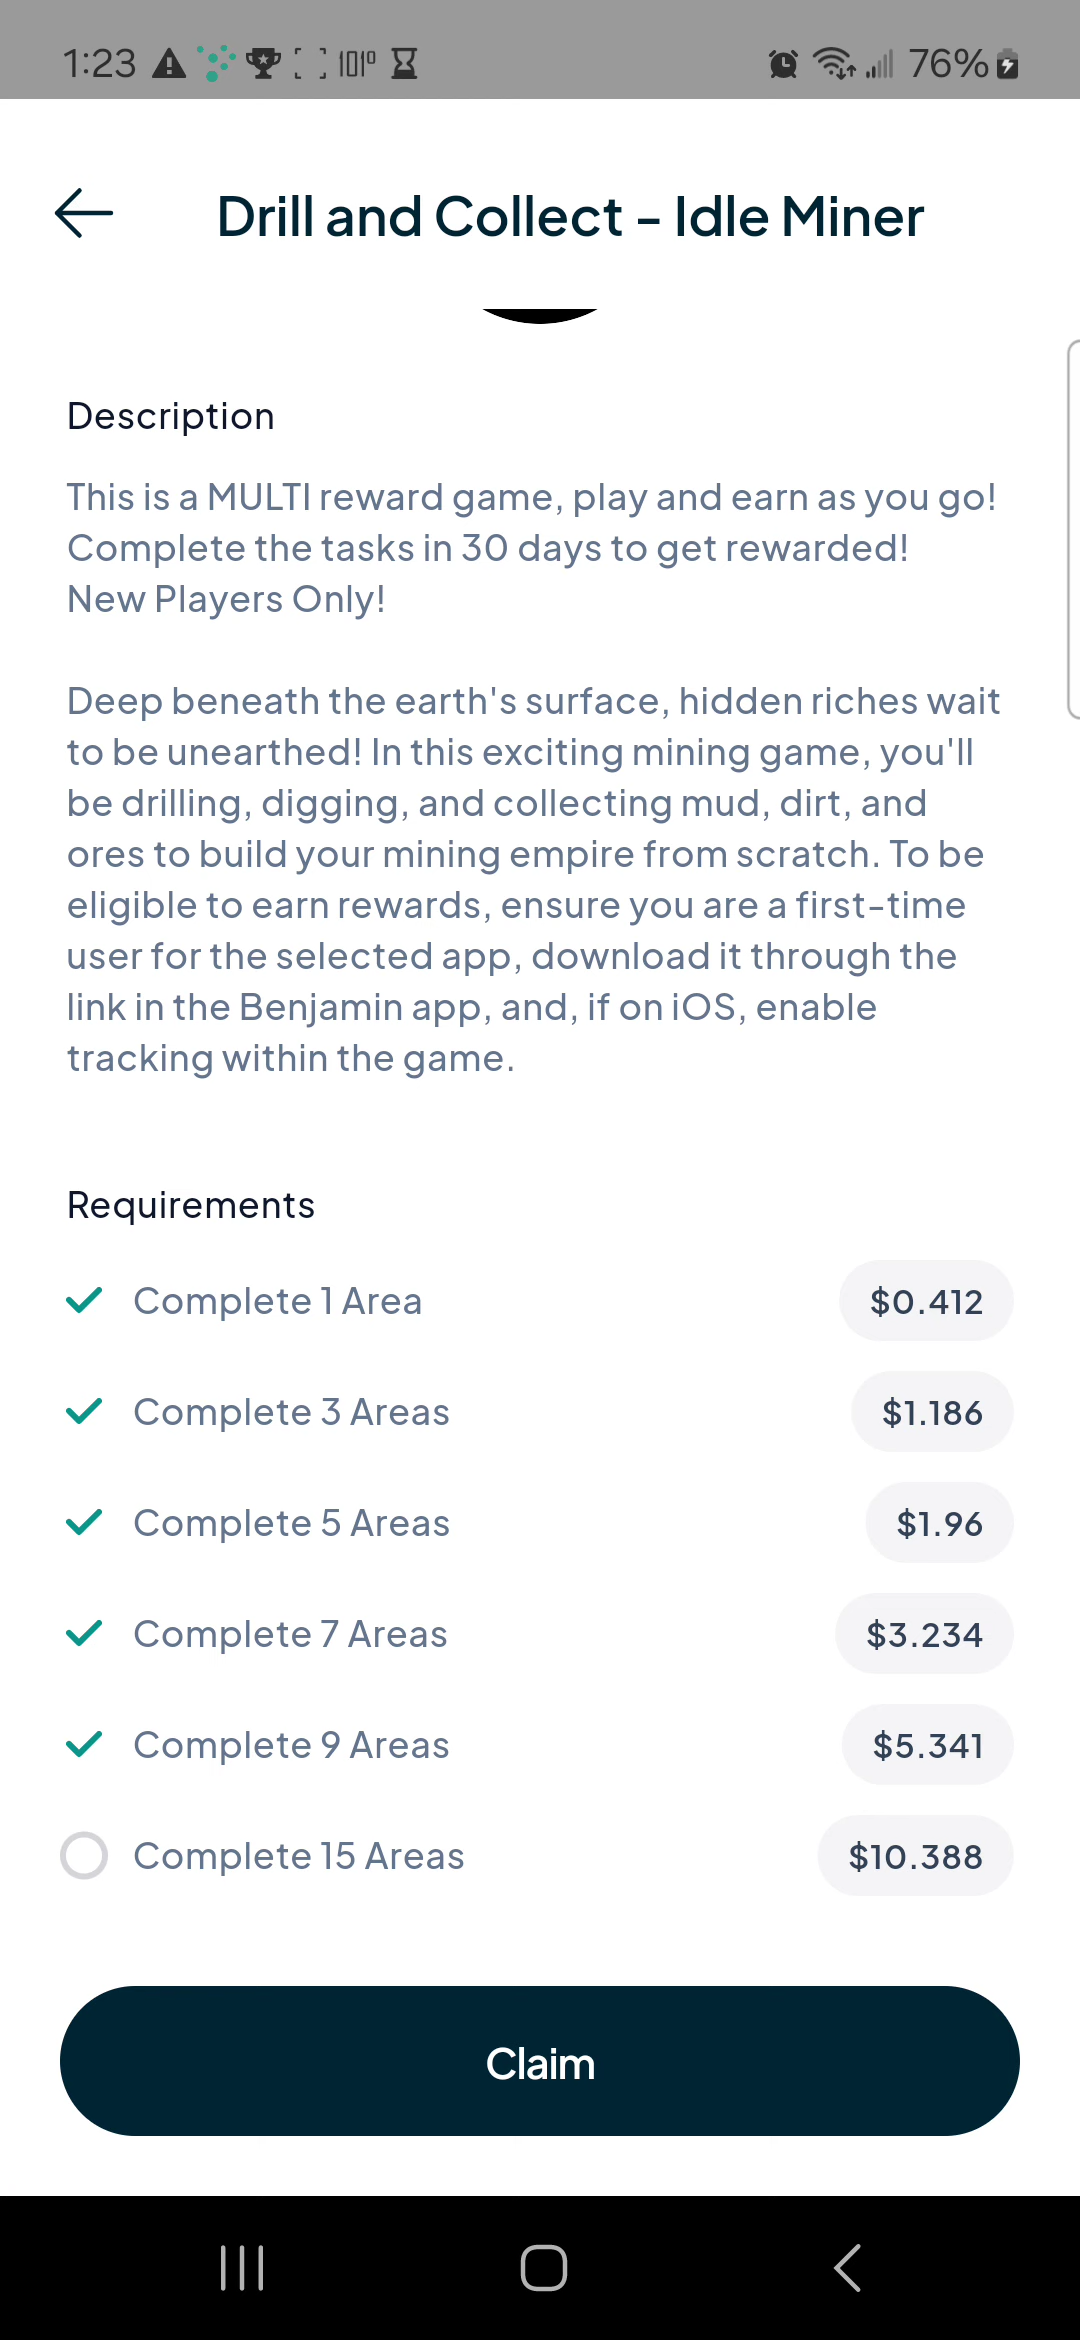 1:23
76%
Drill and Collect - Idle Miner
Description
This is a MULTI reward game, play and earn as you go!
Complete the tasks in 30 days to get rewarded!
New Players Only!
Deep beneath the earth's surface, hidden riches wait
to be unearthed! In this exciting mining game, you'll
be drilling, digging, and collecting mud, dirt, and
ores to build your mining empire from scratch. To be
eligible to earn rewards, ensure you are a first-time
user for the selected app, download it through the
link in the Benjamin app, and, if on iOS, enable
tracking within the game.
Requirements
Complete 1 Area $0.412
Complete 3 Areas $1.186
Complete 5 Areas $1.96
Complete 7 Areas $3.234
Complete 9 Areas $5.341
Complete 15 Areas $10.388
Claim